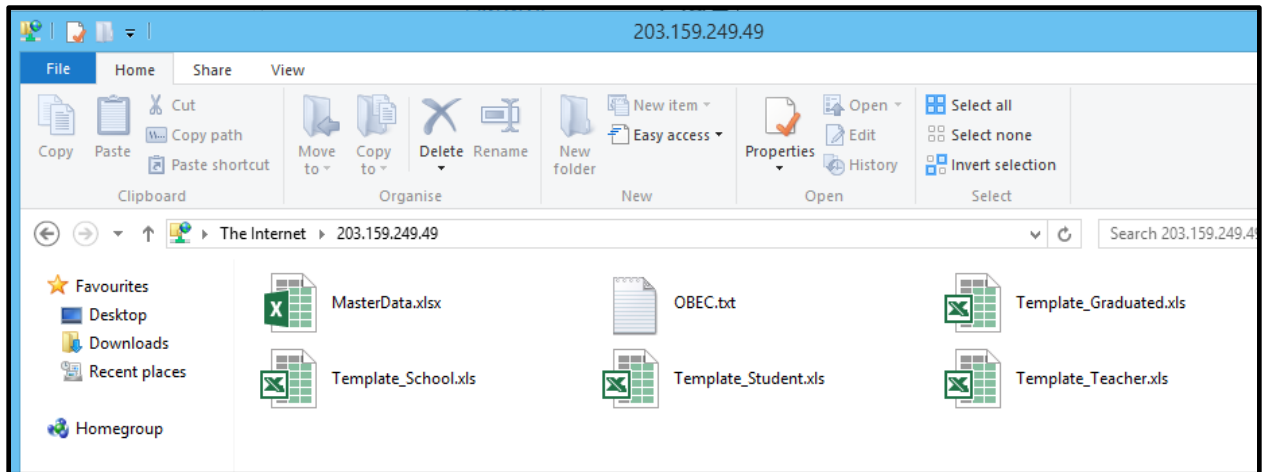 203.159.249.49
File Home Share View
Copy
Paste
Cut
Copy path
Paste shortcut
Clipboard
Move to
Copy to
Delete
Rename
Organise
New folder
New item
Easy access
New
Properties
Open
Edit
History
Open
Select all
Select none
Invert selection
Select
The Internet 203.159.249.49
Search 203.159.249.4
Favourites
Desktop
Downloads
Recent places
Homegroup
MasterData.xlsx OBEC.txt Template_Graduated.xls
Template_School.xls Template_Student.xls Template_Teacher.xls